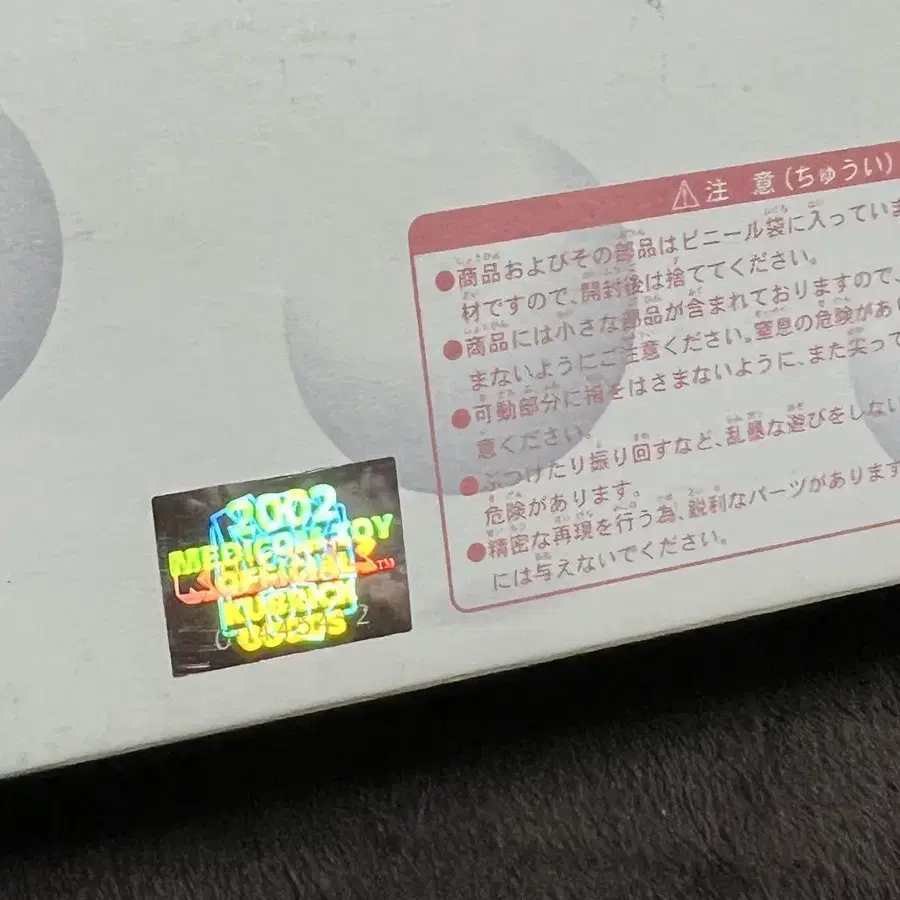 ⚠注 意(ちゅうい)
●商品およびその部品はビニール袋に入っていま
材ですので、開封後は捨ててください。
●商品には小さな部品が含まれておりますので、
まないようにご注意ください。窒息の危険があ
●可動部分に指をはさまないように、また尖って
意ください。
●ぶつけたり振り回すなど、乱暴な遊びをしない
危険があります。
●精密な再現を行う為、鋭利なパーツがあります
には与えないでください。
2002
MEDICOM TOY
OFFICIAL
KUBRICK
GOODS